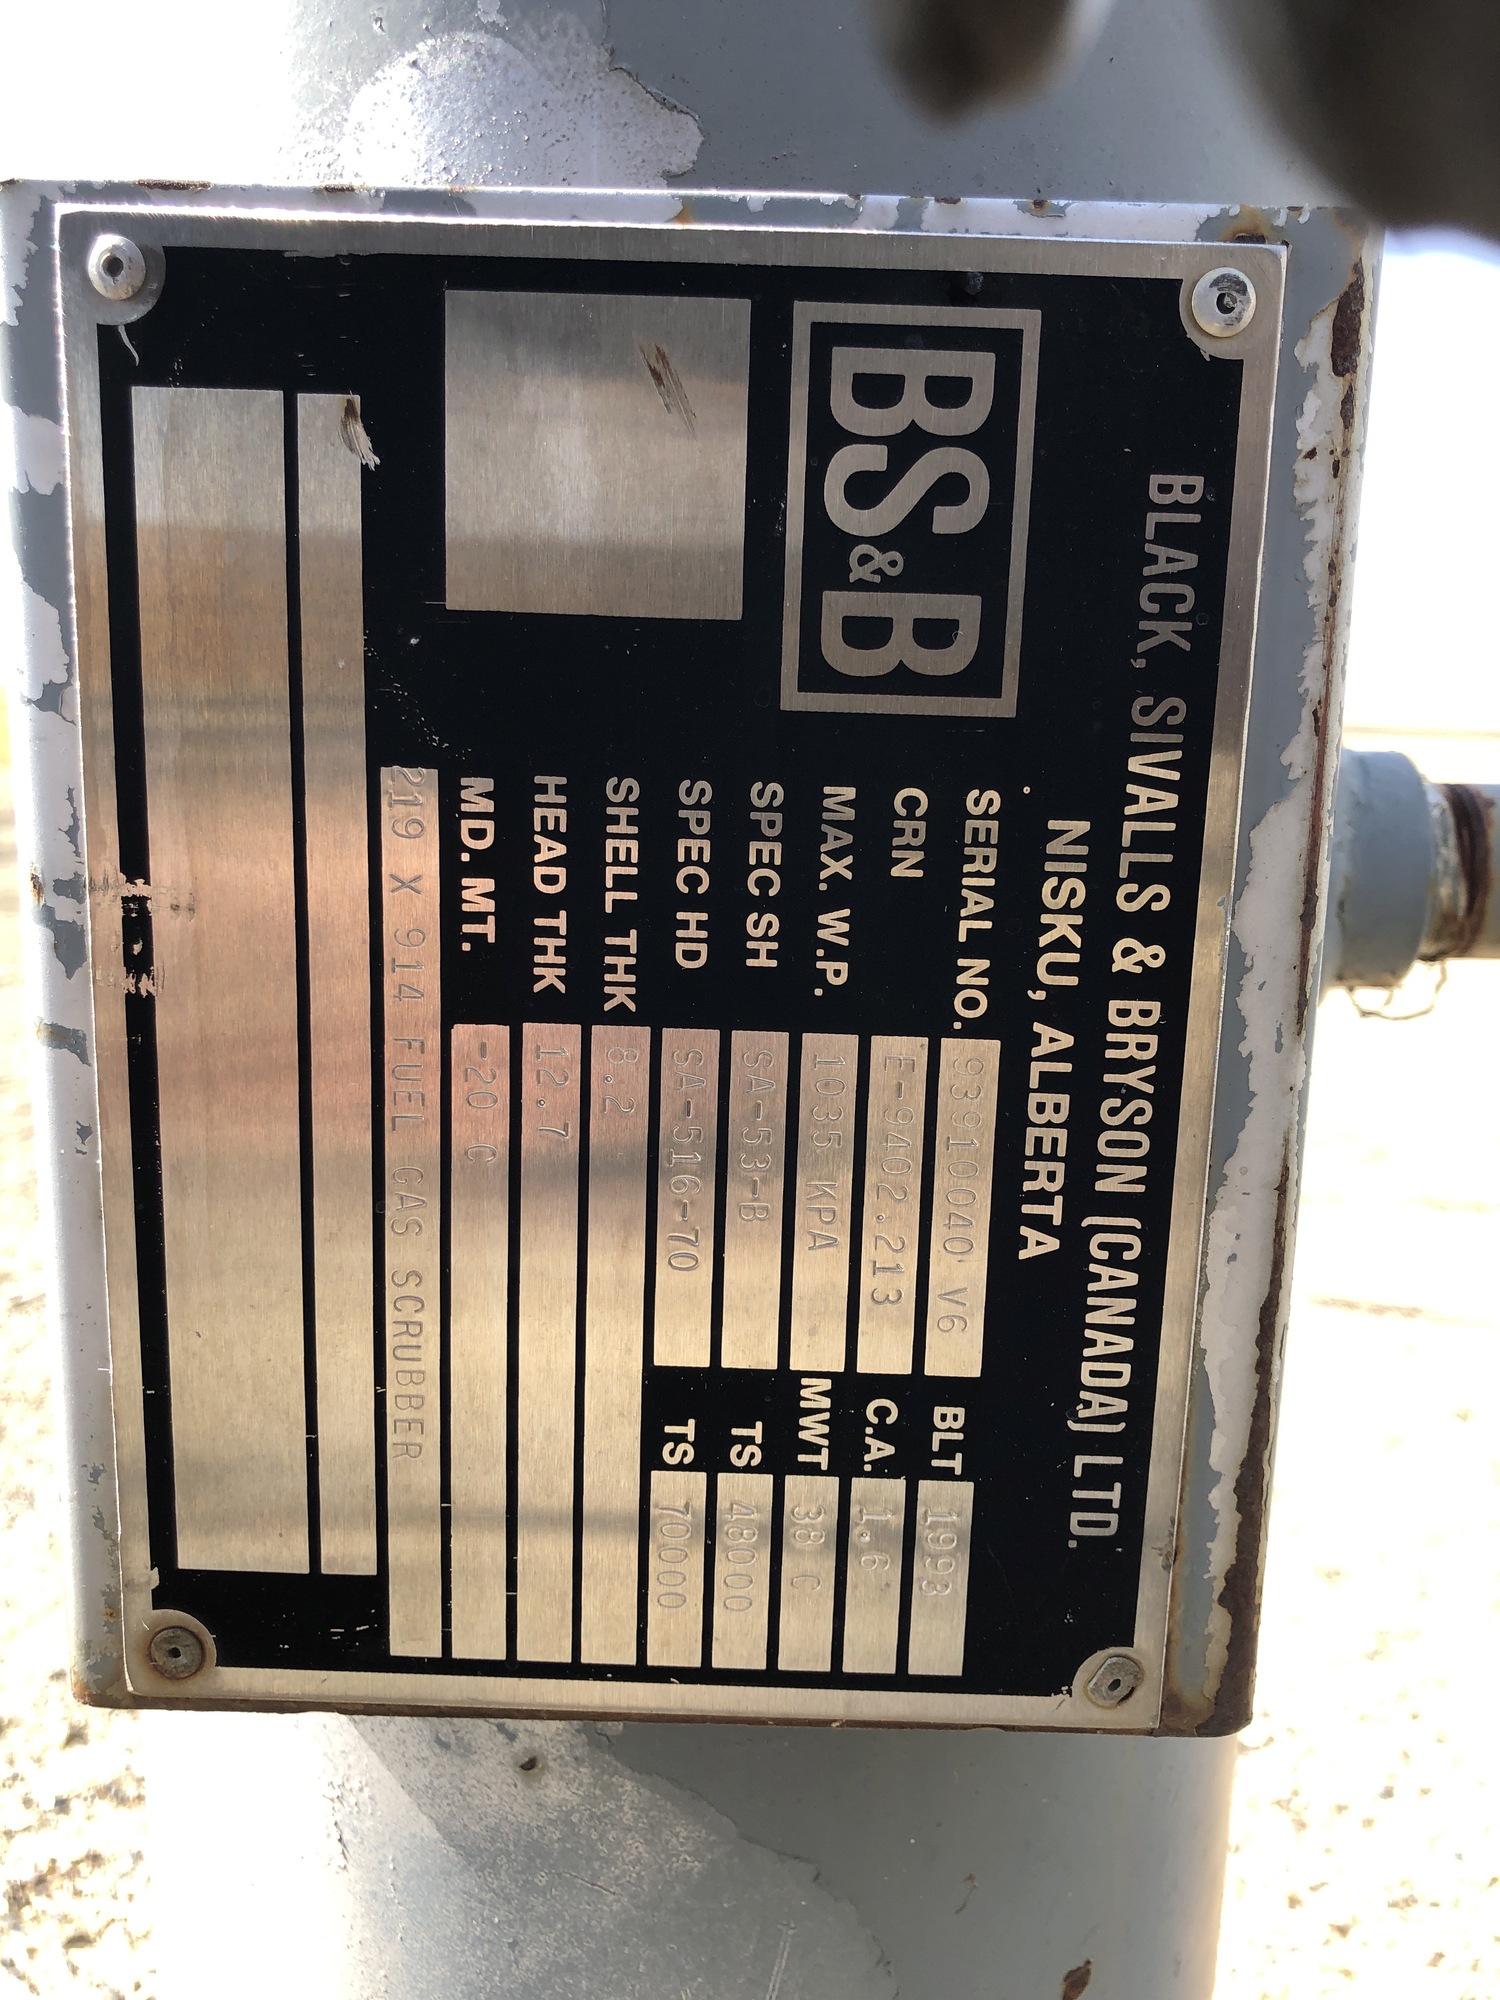 BLACK, SIVALLS & BRYSON (CANADA) LTD.
NISKU, ALBERTA
BS&B
SERIAL NO. 93910040 V6 BLT 1993
CRN E-9402.213 C.A. 1.6
MAX. W.P. 1035 KPA MWT 38 C
SPEC SH SA-53-B TS 48000
SPEC HD SA-516-70 TS 70000
SHELL THK 8.2
HEAD THK 12.7
MD. MT. -20 C
219 X 914 FUEL GAS SCRUBBER